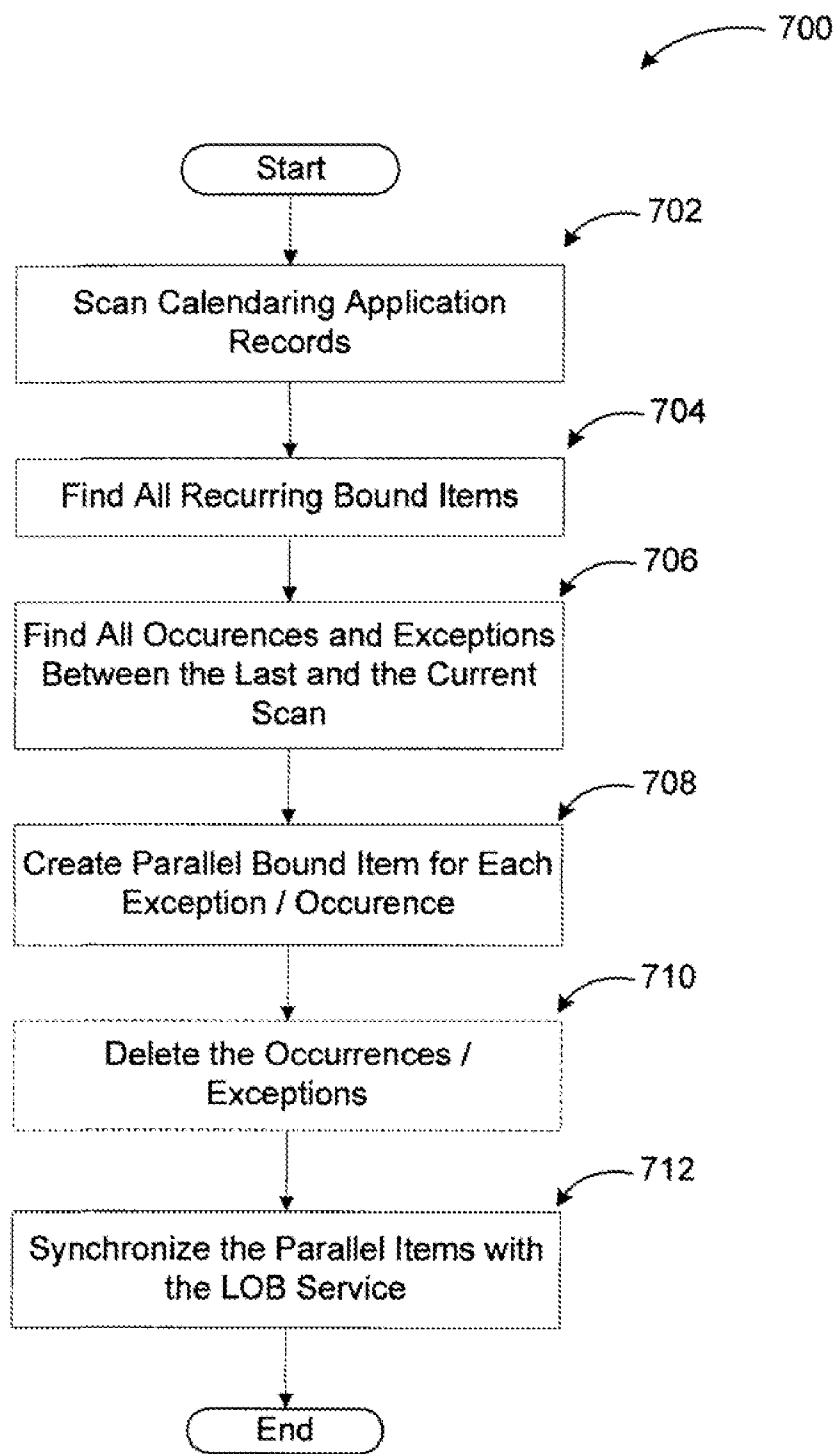 700
Start
702
Scan Calendaring Application
Records
704
Find All Recurring Bound Items
706
Find All Occurences and Exceptions
Between the Last and the Current
Scan
708
Create Parallel Bound Item for Each
Exception / Occurence
710
Delete the Occurrences /
Exceptions
712
Synchronize the Parallel Items with
the LOB Service
End